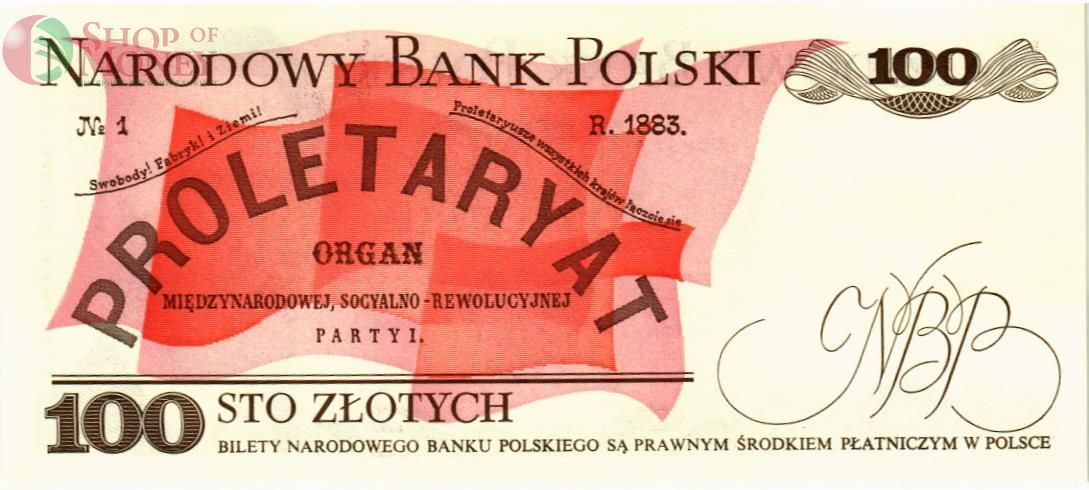 SHOP OF
MONEY
NARODOWY BANK POLSKI
100
№ 1
R. 1883.
Swobody! Fabryk! i Ziemi!
Proletaryusze wszystkich krajów łączcie się
PROLETARYAT
ORGAN
MIĘDZYNARODOWEJ, SOCYALNO-REWOLUCYJNEJ
PARTYI.
NBP
100 STO ZŁOTYCH
BILETY NARODOWEGO BANKU POLSKIEGO SĄ PRAWNYM ŚRODKIEM PŁATNICZYM W POLSCE